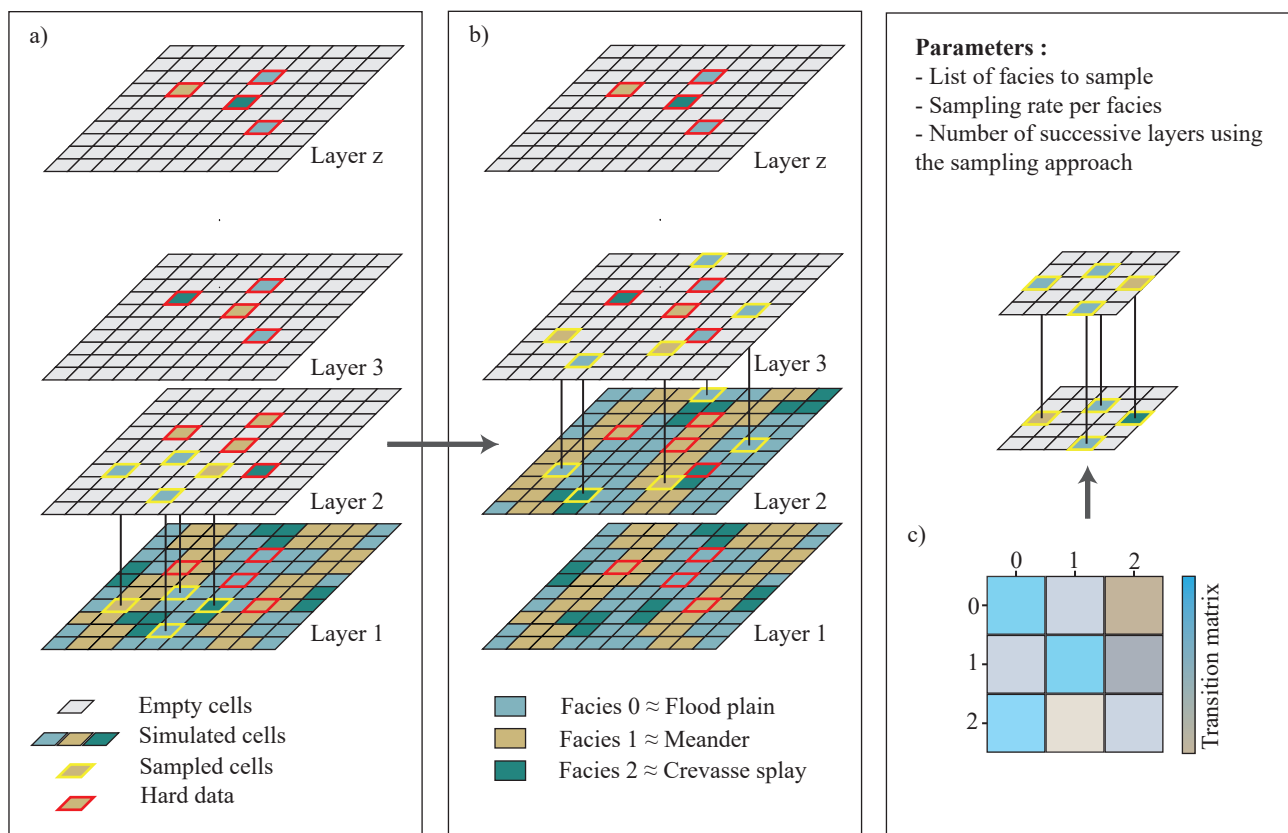 a)
Layer z
Layer 3
Layer 2
Layer 1
Empty cells
Simulated cells
Sampled cells
Hard data
b)
Layer z
Layer 3
Layer 2
Layer 1
Facies 0 ≈ Flood plain
Facies 1 ≈ Meander
Facies 2 ≈ Crevasse splay
Parameters :
- List of facies to sample
- Sampling rate per facies
- Number of successive layers using
the sampling approach
c)
0 1 2
0
1
2
Transition matrix